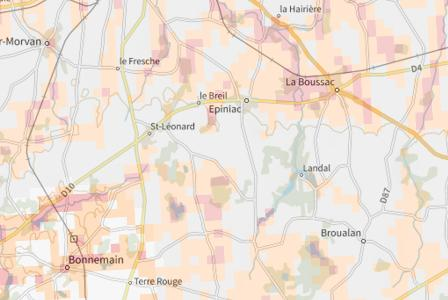 la Hairière
r-Morvan
le Fresche
D4
La Boussac
le Breil
Epiniac
St-Léonard
Landal
D10
D87
Broualan
Bonnemain
Terre Rouge